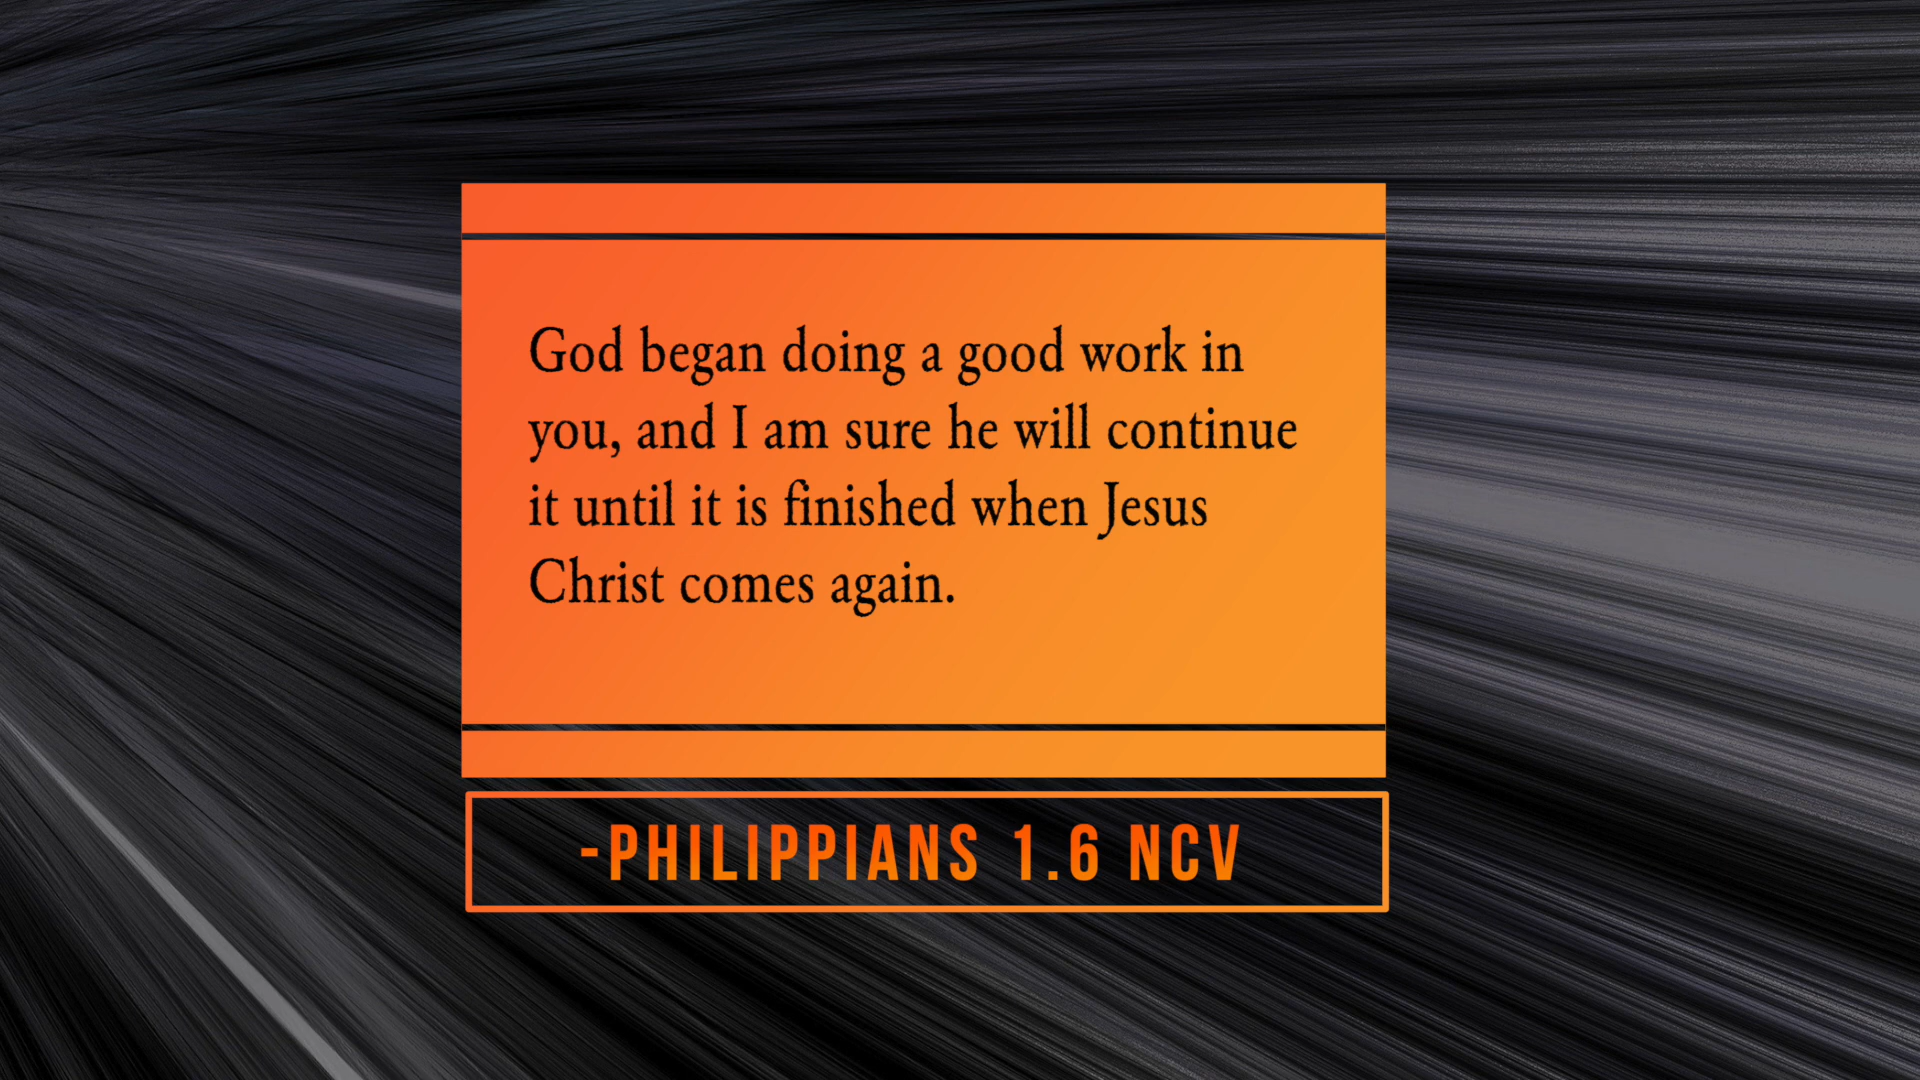 God began doing a good work in
you, and I am sure he will continue
it until it is finished when Jesus
Christ comes again.
-PHILIPPIANS 1.6 NCV